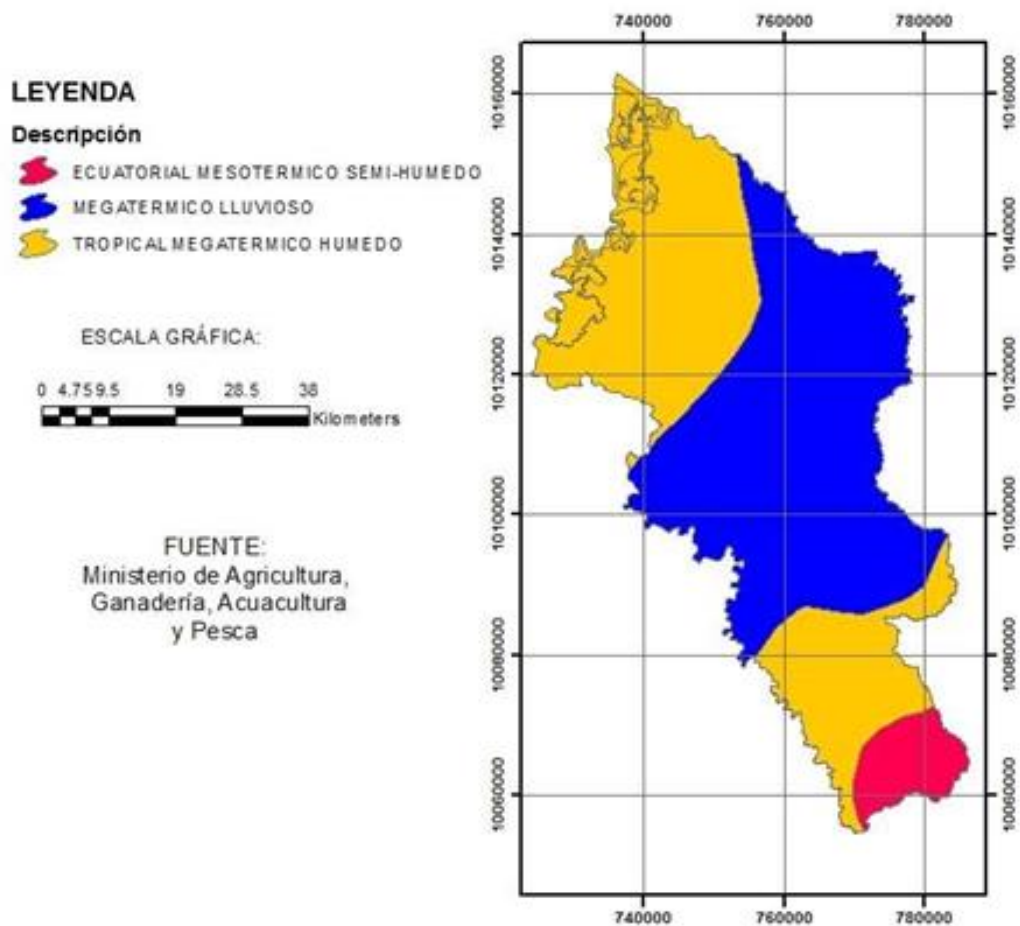 740000 760000 780000
LEYENDA
Descripción
ECUATORIAL MESOTERMICO SEMI-HUMEDO
MEGATERMICO LLUVIOSO
TROPICAL MEGATERMICO HUMEDO
ESCALA GRÁFICA:
0 4.75 9.5 19 28.5 38
Kilometers
FUENTE:
Ministerio de Agricultura,
Ganadería, Acuacultura
y Pesca
10160000 10160000
10140000 10140000
10120000 10120000
10100000 10100000
10080000 10080000
10060000 10060000
740000 760000 780000